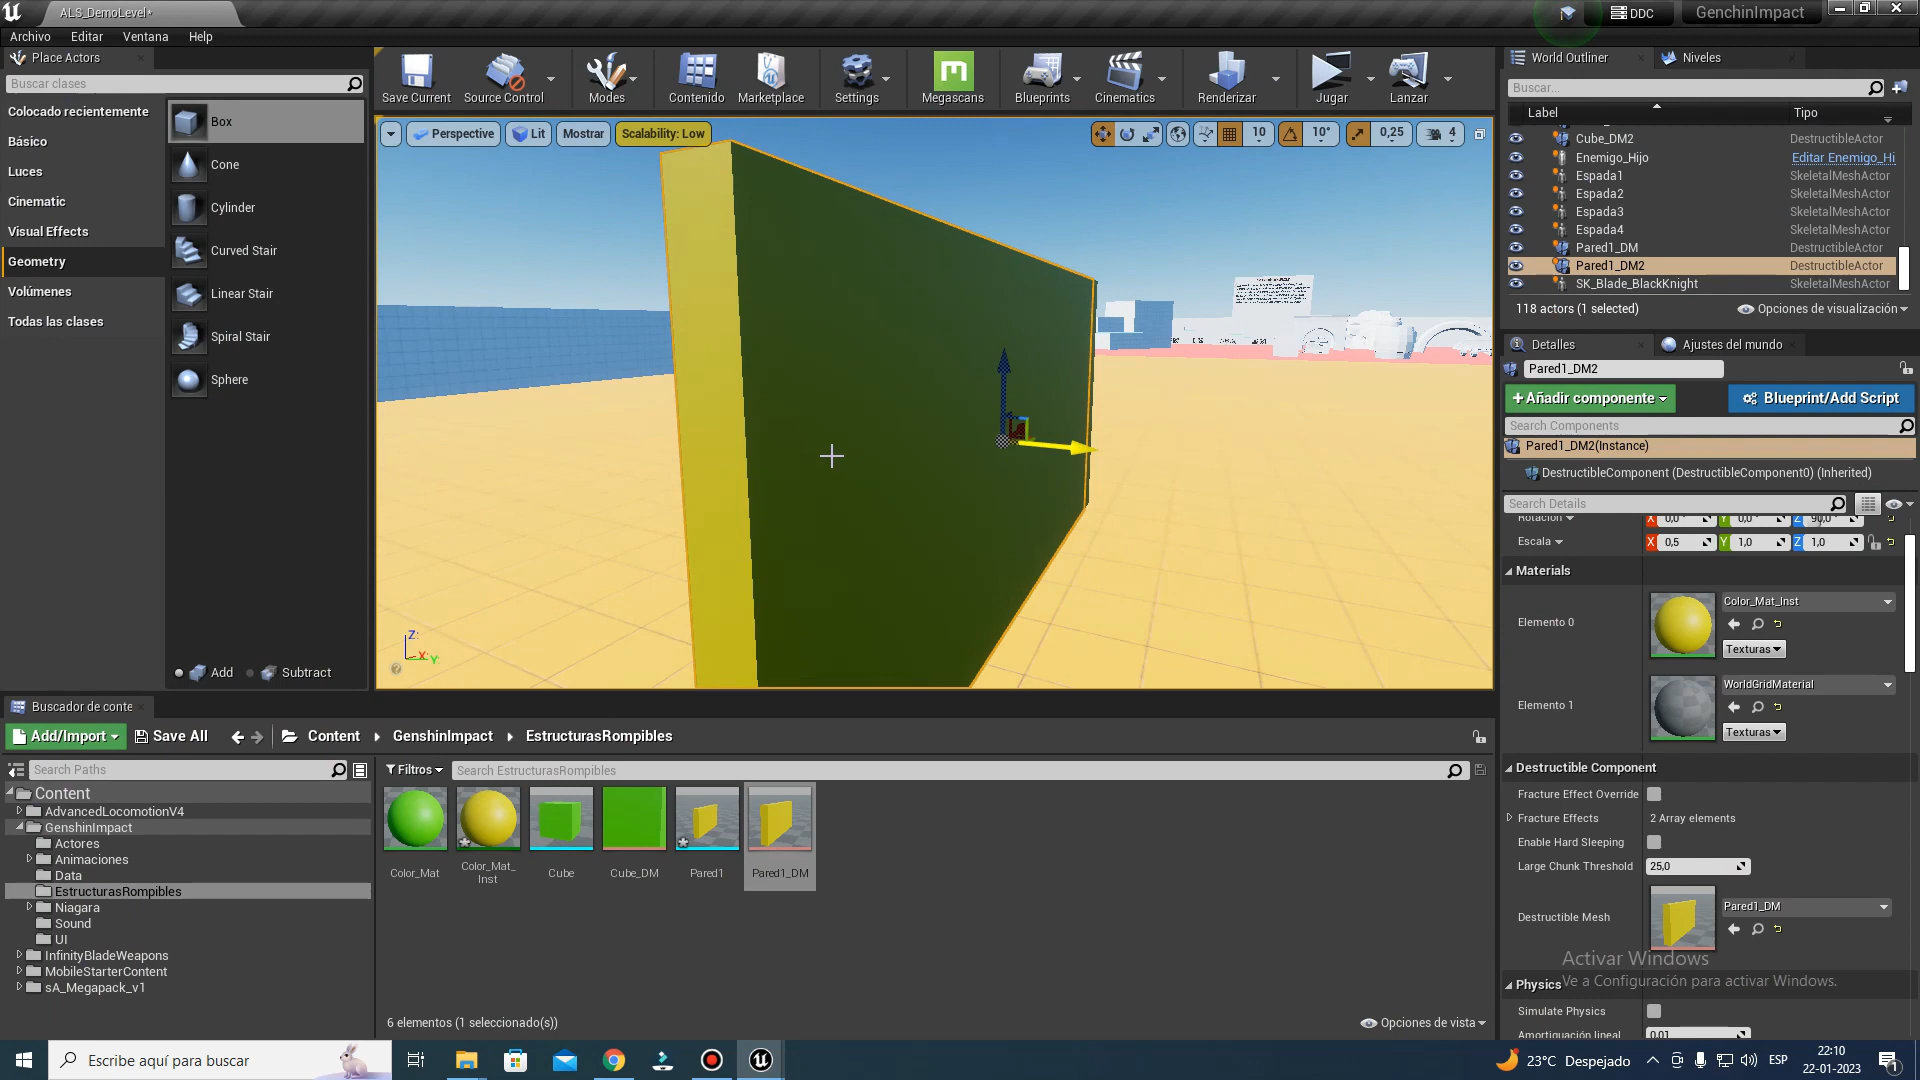 ALS_DemoLevel*
DDC
GenchinImpact
Archivo Editar Ventana Help
Place Actors
Buscar clases
Colocado recientemente
Básico
Luces
Cinematic
Visual Effects
Geometry
Volúmenes
Todas las clases
Box
Cone
Cylinder
Curved Stair
Linear Stair
Spiral Stair
Sphere
Add Subtract
Save Current
Source Control
Modes
Contenido
Marketplace
Settings
Megascans
Blueprints
Cinematics
Renderizar
Jugar
Lanzar
Perspective Lit Mostrar Scalability: Low
10 10° 0,25 4
Z: X: Y:
World Outliner Niveles
Buscar...
Label Tipo
Cube_DM2 DestructibleActor
Enemigo_Hijo Editar Enemigo_Hi
Espada1 SkeletalMeshActor
Espada2 SkeletalMeshActor
Espada3 SkeletalMeshActor
Espada4 SkeletalMeshActor
Pared1_DM DestructibleActor
Pared1_DM2 DestructibleActor
SK_Blade_BlackKnight SkeletalMeshActor
118 actors (1 selected) Opciones de visualización
Detalles Ajustes del mundo
Pared1_DM2
+Añadir componente Blueprint/Add Script
Search Components
Pared1_DM2(Instance)
DestructibleComponent (DestructibleComponent0) (Inherited)
Search Details
Rotación X 0,0° Y 0,0° Z 90,0°
Escala X 0,5 Y 1,0 Z 1,0
Materials
Elemento 0 Color_Mat_Inst
Texturas
Elemento 1 WorldGridMaterial
Texturas
Destructible Component
Fracture Effect Override
Fracture Effects 2 Array elements
Enable Hard Sleeping
Large Chunk Threshold 25,0
Destructible Mesh Pared1_DM
Activar Windows
Ve a Configuración para activar Windows.
Physics
Simulate Physics
Amortiguación lineal 0,01
Buscador de conte
Add/Import Save All Content GenshinImpact EstructurasRompibles
Search Paths
Filtros Search EstructurasRompibles
Content
AdvancedLocomotionV4
GenshinImpact
Actores
Animaciones
Data
EstructurasRompibles
Niagara
Sound
UI
InfinityBladeWeapons
MobileStarterContent
sA_Megapack_v1
Color_Mat
Color_Mat_
Inst
Cube
Cube_DM
Pared1
Pared1_DM
6 elementos (1 seleccionado(s)) Opciones de vista
Escribe aquí para buscar
23°C Despejado ESP
22:10
22-01-2023
1